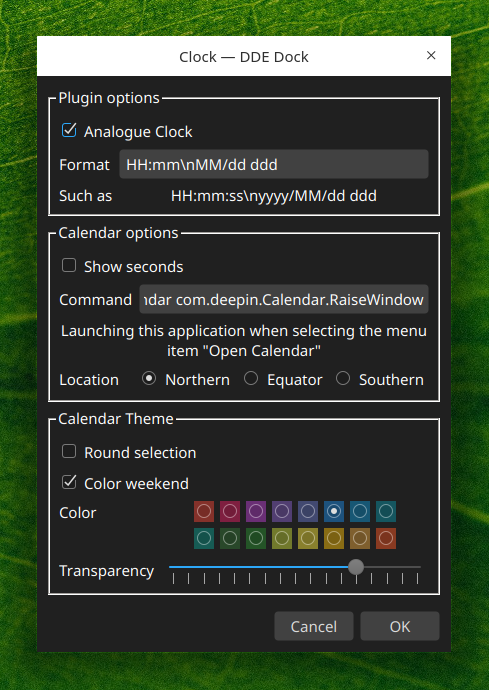 Clock — DDE Dock
Plugin options
Analogue Clock
Format HH:mm\nMM/dd ddd
Such as HH:mm:ss\nyyyy/MM/dd ddd
Calendar options
Show seconds
Command ndar com.deepin.Calendar.RaiseWindow
Launching this application when selecting the menu
item "Open Calendar"
Location Northern Equator Southern
Calendar Theme
Round selection
Color weekend
Color
Transparency
Cancel OK